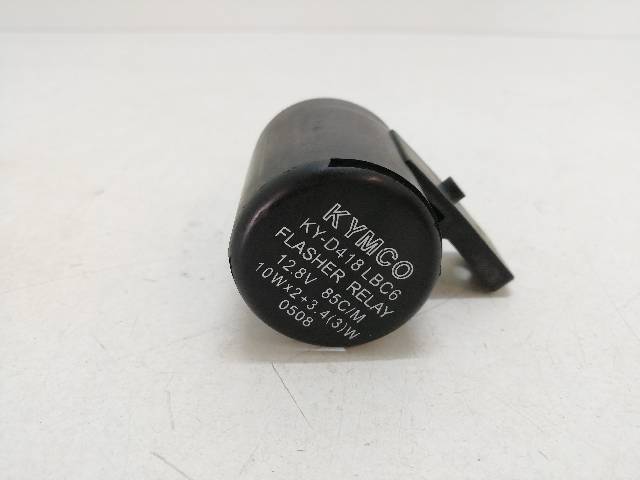 KYMCO
KY-D418 LBC6
FLASHER RELAY
12.8V 85C/M
10Wx2+3.4(3)W
0508